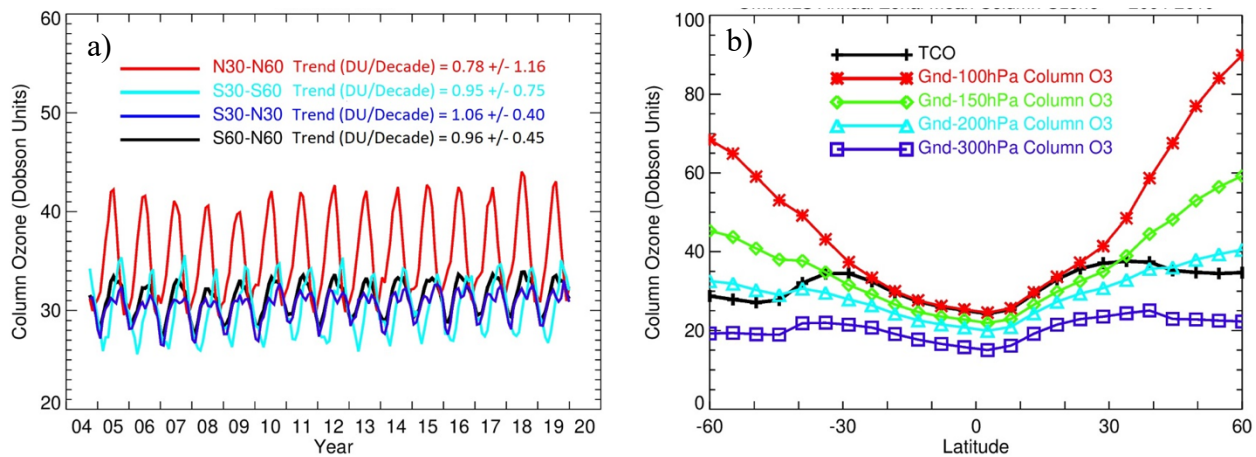 a)
60
50
40
30
20
Column Ozone (Dobson Units)
N30-N60 Trend (DU/Decade) = 0.78 +/- 1.16
S30-S60 Trend (DU/Decade) = 0.95 +/- 0.75
S30-N30 Trend (DU/Decade) = 1.06 +/- 0.40
S60-N60 Trend (DU/Decade) = 0.96 +/- 0.45
04 05 06 07 08 09 10 11 12 13 14 15 16 17 18 19 20
Year
b)
100
80
60
40
20
0
Column Ozone (Dobson Units)
TCO
Gnd-100hPa Column O3
Gnd-150hPa Column O3
Gnd-200hPa Column O3
Gnd-300hPa Column O3
-60 -30 0 30 60
Latitude